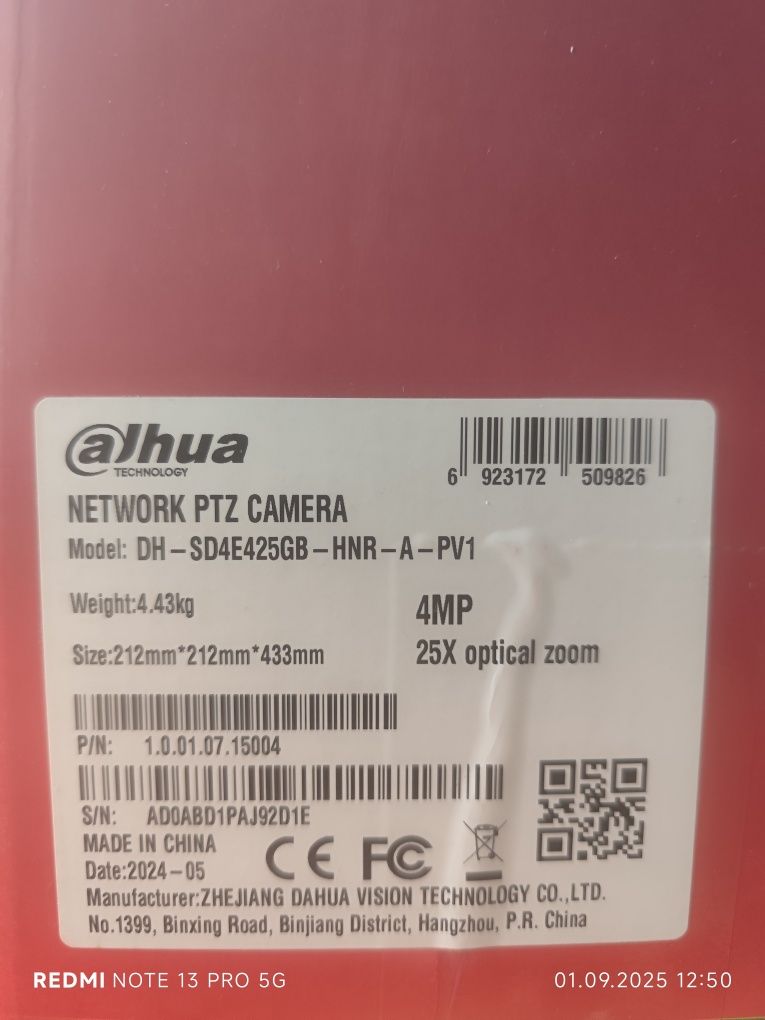 alhua
TECHNOLOGY
6 923172 509826
NETWORK PTZ CAMERA
Model: DH-SD4E425GB-HNR-A-PV1
Weight:4.43kg
4MP
Size:212mm*212mm*433mm
25X optical zoom
P/N: 1.0.01.07.15004
S/N: AD0ABD1PAJ92D1E
MADE IN CHINA
Date:2024-05
CE FC
Manufacturer:ZHEJIANG DAHUA VISION TECHNOLOGY CO.,LTD.
No.1399, Binxing Road, Binjiang District, Hangzhou, P.R. China
REDMI NOTE 13 PRO 5G
01.09.2025 12:50